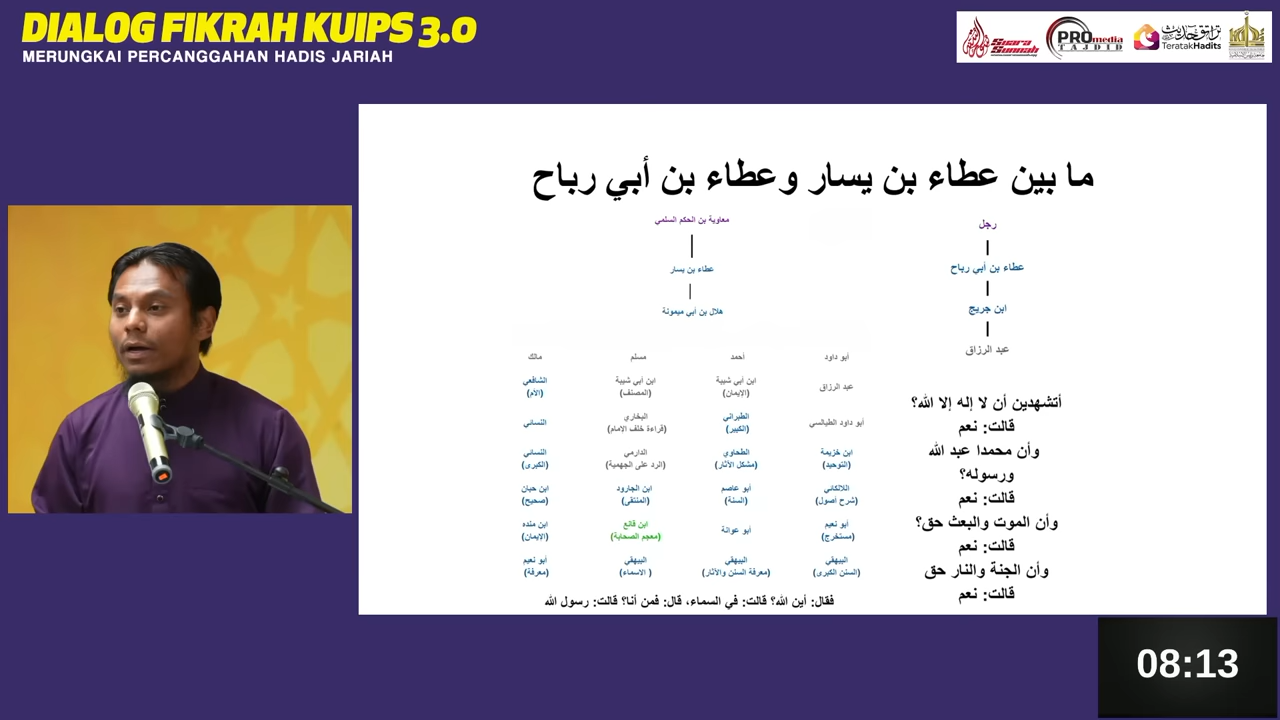 DIALOG FIKRAH KUIPS 3.0
MERUNGKAI PERCANGGAHAN HADIS JARIAH
Suara Sunnah
PROmedia
TAJDID
TeratakHadits
ما بين عطاء بن يسار وعطاء بن أبي رباح
رجل
عطاء بن أبي رباح
ابن جريج
عبد الرزاق
معاوية بن الحكم السلمي
عطاء بن يسار
هلال بن أبي ميمونة
أبو داود أحمد مسلم مالك
عبد الرزاق ابن أبي شيبة ابن أبي شيبة الشافعي
(الإيمان) (المصنف) (الأم)
أبو داود الطيالسي الطبراني البخاري النسائي
(الكبير) (قراءة خلف الإمام)
ابن خزيمة الطحاوي الدارمي النسائي
(التوحيد) (مشكل الآثار) (الرد على الجهمية) (الكبرى)
اللالكائي أبو عاصم ابن الجارود ابن حبان
(شرح أصول) (السنة) (المنتقى) (صحيح)
أبو نعيم أبو عوانة ابن قانع ابن منده
(مستخرج) (معجم الصحابة) (الإيمان)
البيهقي البيهقي البيهقي أبو نعيم
(السنن الكبرى) (معرفة السنن والآثار) (الاسماء ) (معرفة)
فقال: أين الله؟ قالت: في السماء، قال: فمن أنا؟ قالت: رسول الله
أتشهدين أن لا إله إلا الله؟
قالت: نعم
وأن محمدا عبد الله
ورسوله؟
قالت: نعم
وأن الموت والبعث حق؟
قالت: نعم
وأن الجنة والنار حق
قالت: نعم
08:13